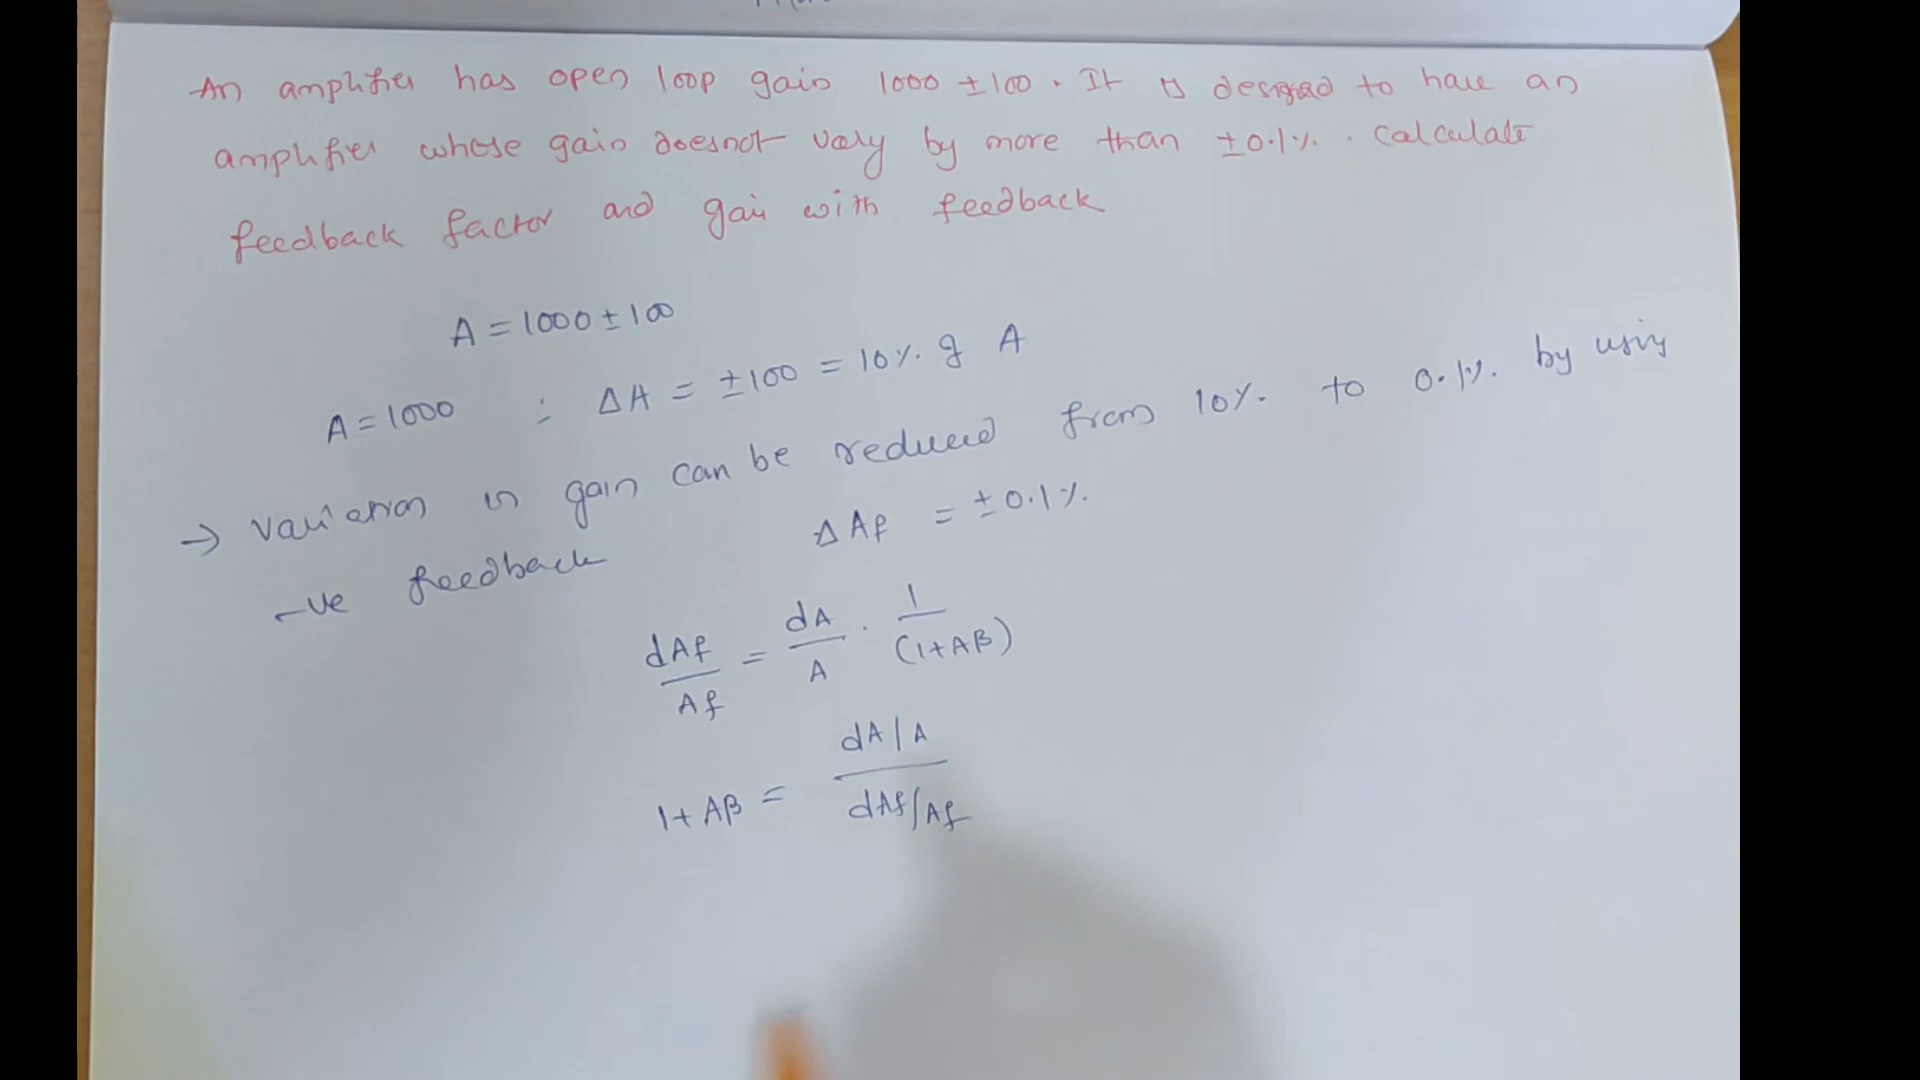 An amplifier has open loop gain 1000 ±100. It is designed to have an
amplifier whose gain doesnot vary by more than ±0.1%. Calculate
feedback factor and gain with feedback
A = 1000 ± 100
A = 1000 ; ΔA = ±100 = 10% of A
→ Variation in gain can be reduced from 10% to 0.1% by using
-ve feedback ΔAf = ±0.1%
dAf/Af = dA/A · 1/(1+Aβ)
1+Aβ = dA/A / dAf/Af